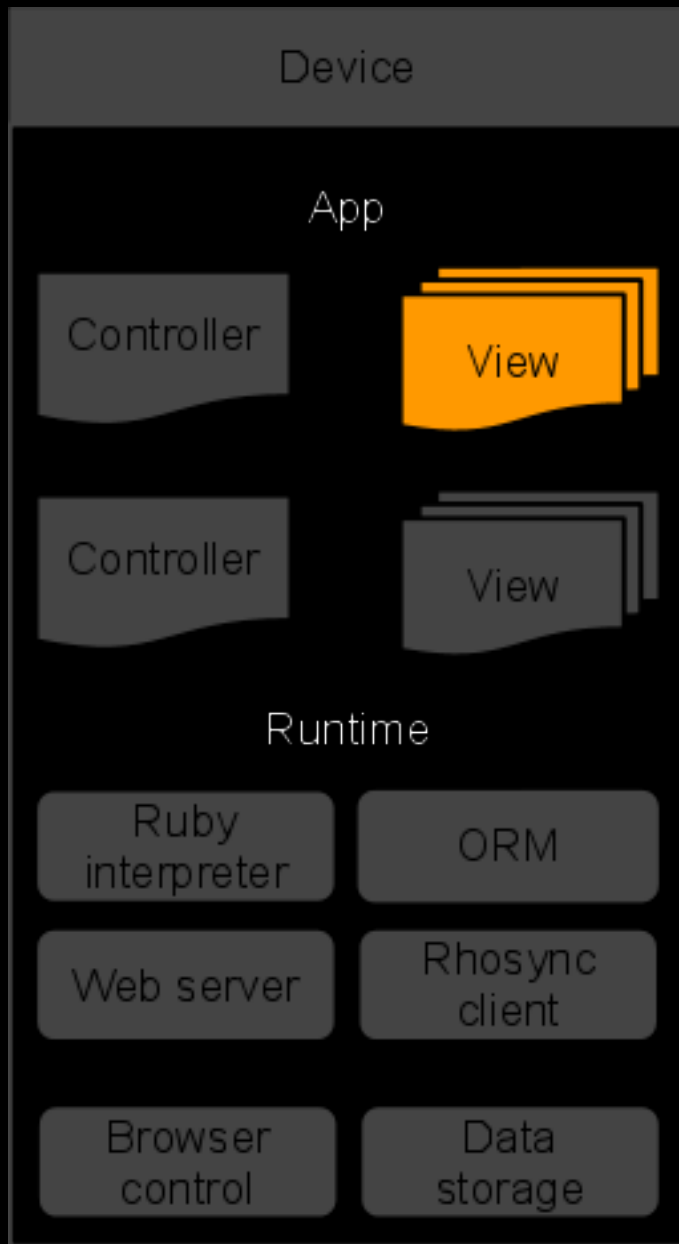 Device
App
Controller
View
Controller
View
Runtime
Ruby
interpreter
ORM
Web server
Rhosync
client
Browser
control
Data
storage